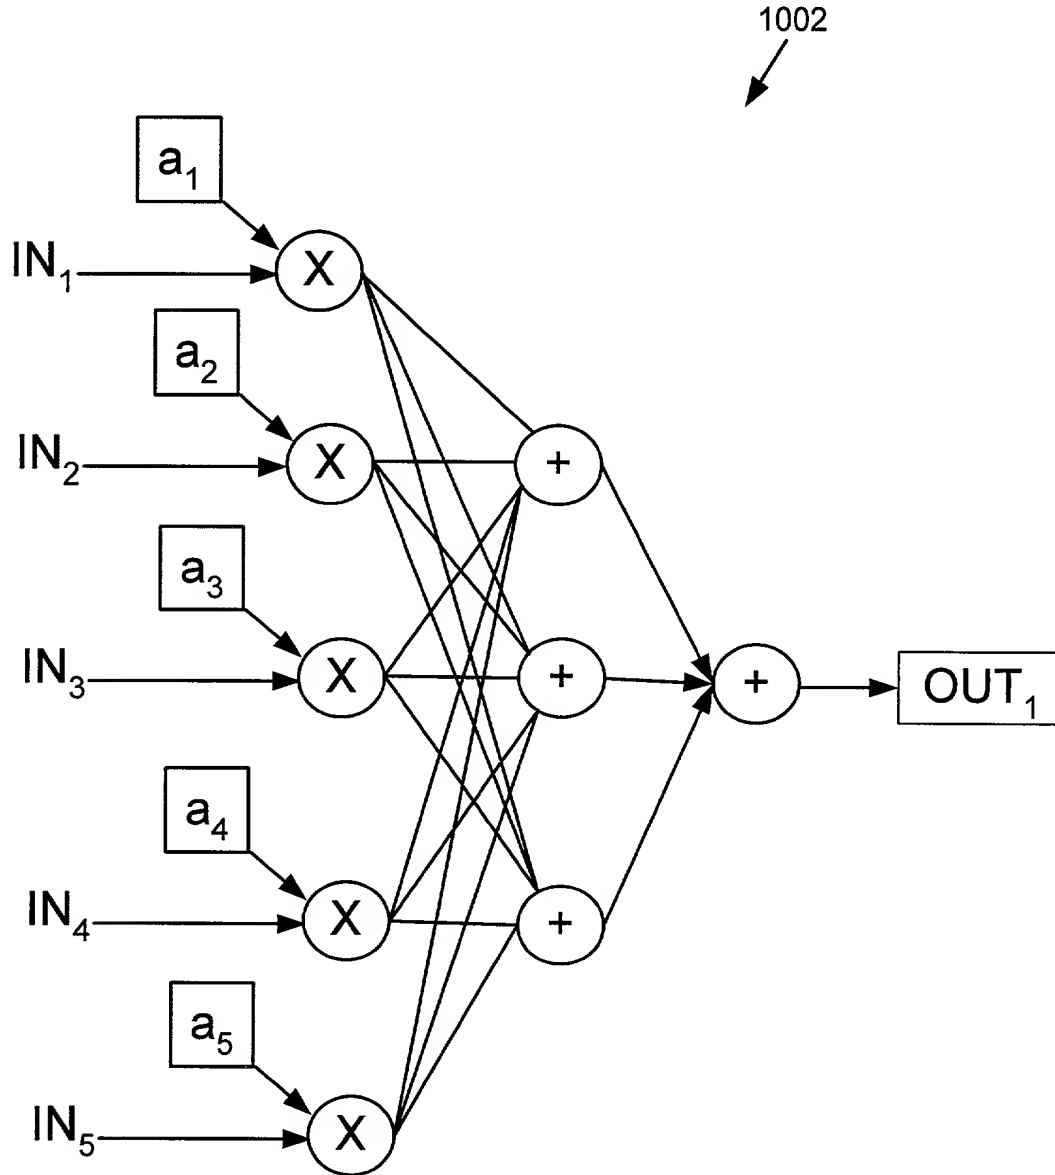 1002
a1
IN1
X
a2
IN2
X
+
a3
IN3
X
+
+
OUT1
a4
IN4
X
+
a5
IN5
X